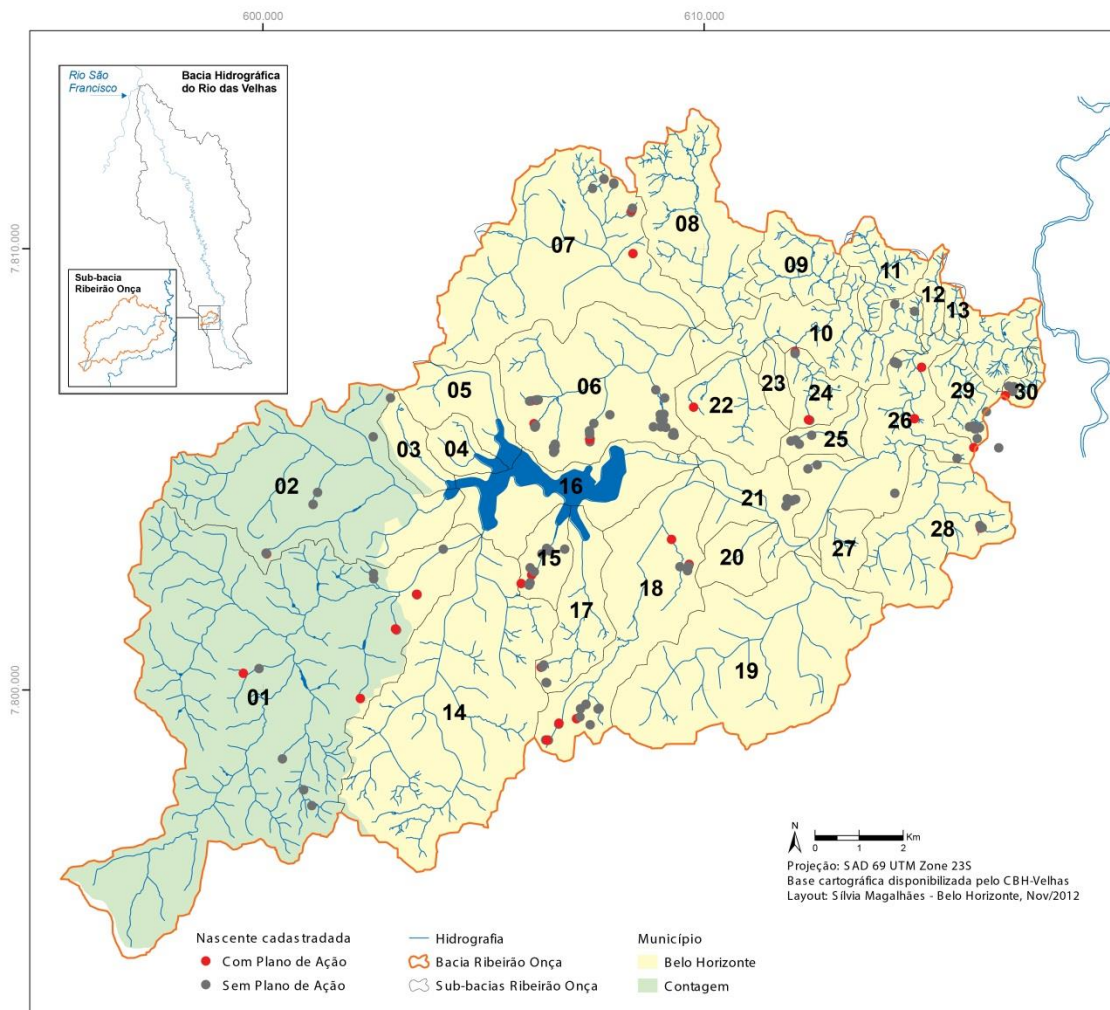 600.000
610.000
Rio São
Francisco
Bacia Hidrográfica
do Rio das Velhas
Sub-bacia
Ribeirão Onça
7.810.000
7.800.000
08
07
09
11
12
13
10
05
06
23
22
24
29
30
26
25
03
04
02
16
21
28
15
20
27
18
17
19
01
14
N
0
1
2
Km
Projeção: SAD 69 UTM Zone 23S
Base cartográfica disponibilizada pelo CBH-Velhas
Layout: Sílvia Magalhães - Belo Horizonte, Nov/2012
Nascente cadastradada
Com Plano de Ação
Sem Plano de Ação
Hidrografia
Bacia Ribeirão Onça
Sub-bacias Ribeirão Onça
Município
Belo Horizonte
Contagem